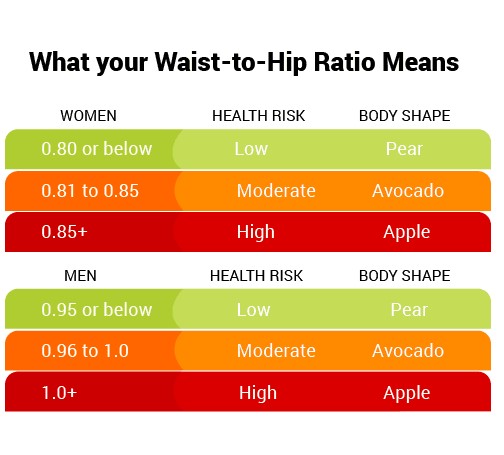 What your Waist-to-Hip Ratio Means
WOMEN HEALTH RISK BODY SHAPE
0.80 or below Low Pear
0.81 to 0.85 Moderate Avocado
0.85+ High Apple
MEN HEALTH RISK BODY SHAPE
0.95 or below Low Pear
0.96 to 1.0 Moderate Avocado
1.0+ High Apple